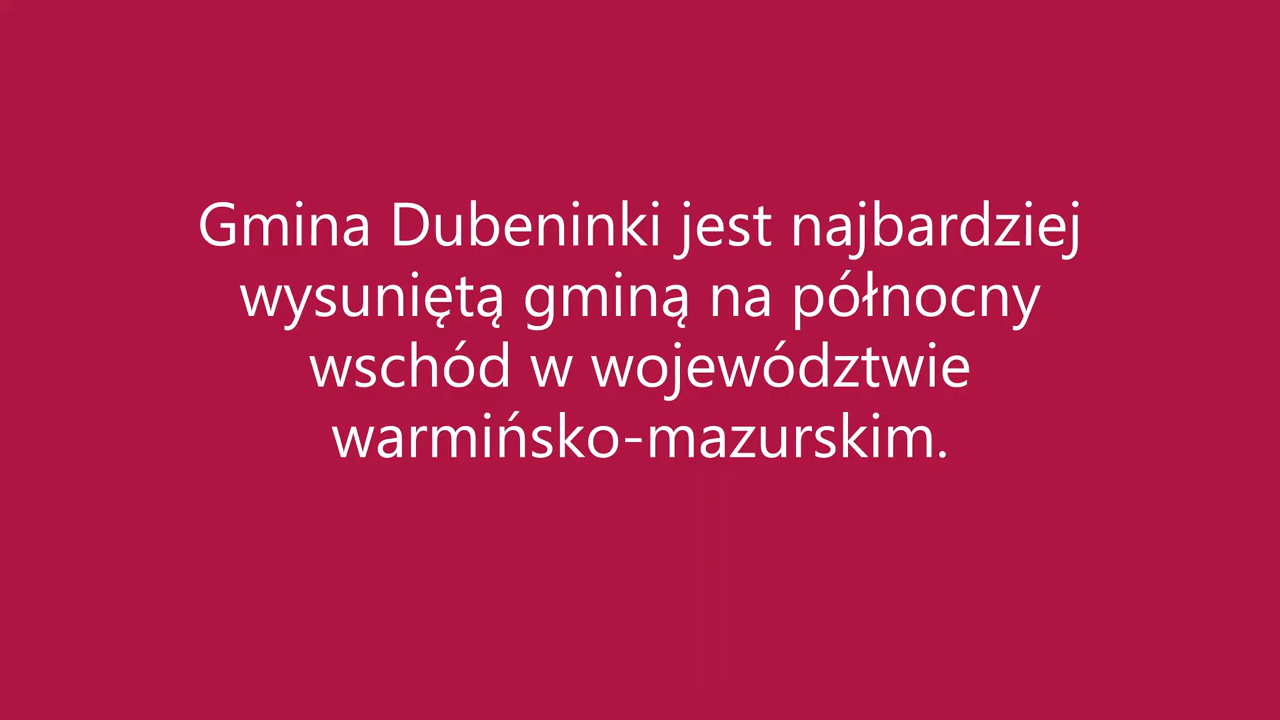 Gmina Dubeninki jest najbardziej
wysuniętą gminą na północny
wschód w województwie
warmińsko-mazurskim.